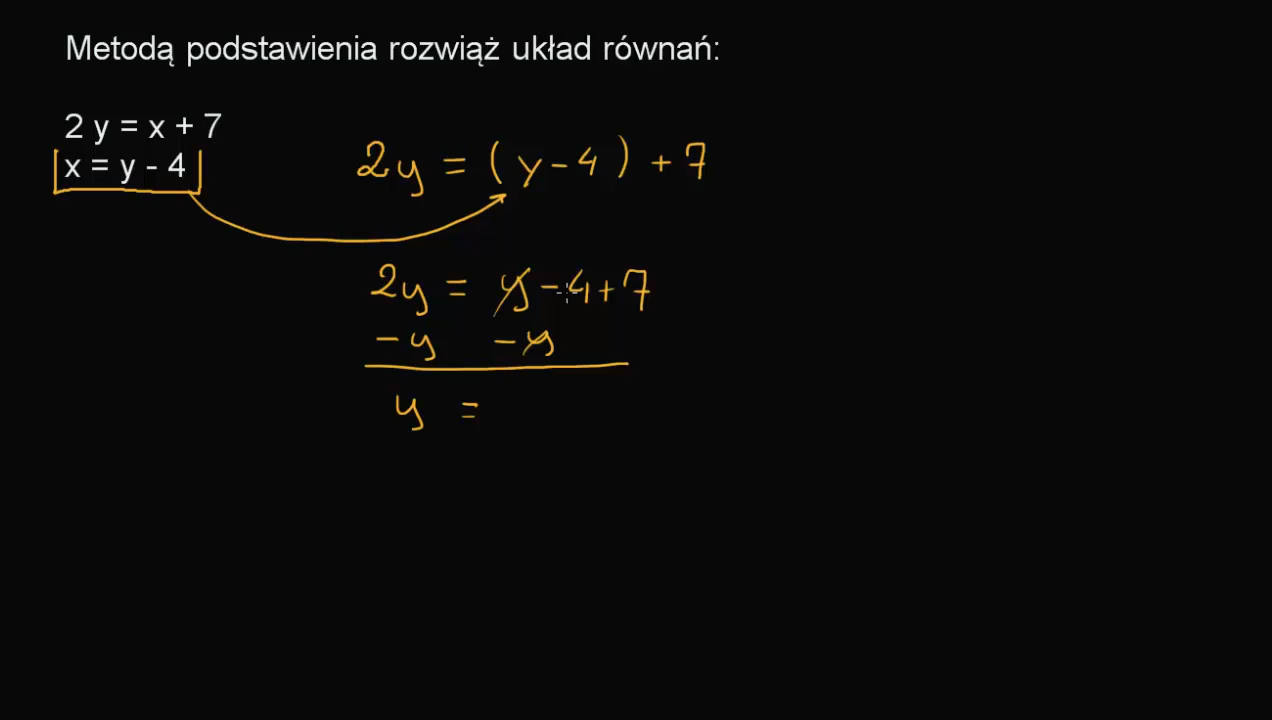 Metodą podstawienia rozwiąż układ równań:
2 y = x + 7
x = y - 4
2y = (y - 4) + 7
2y = y - 4 + 7
- y - y
y =